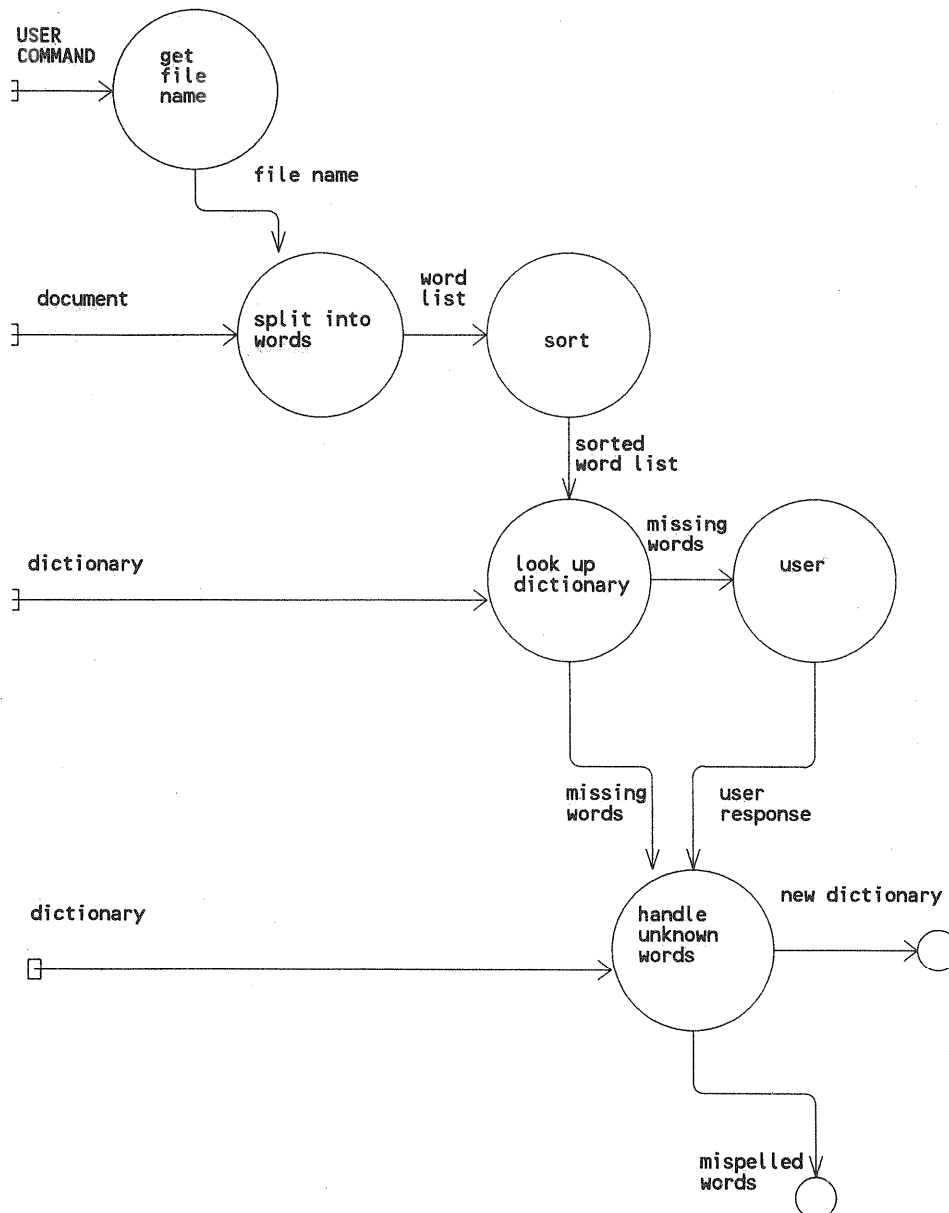 USER
COMMAND
get
file
name
file name
document
split into
words
word
list
sort
sorted
word list
dictionary
look up
dictionary
missing
words
user
missing
words
user
response
dictionary
handle
unknown
words
new dictionary
mispelled
words